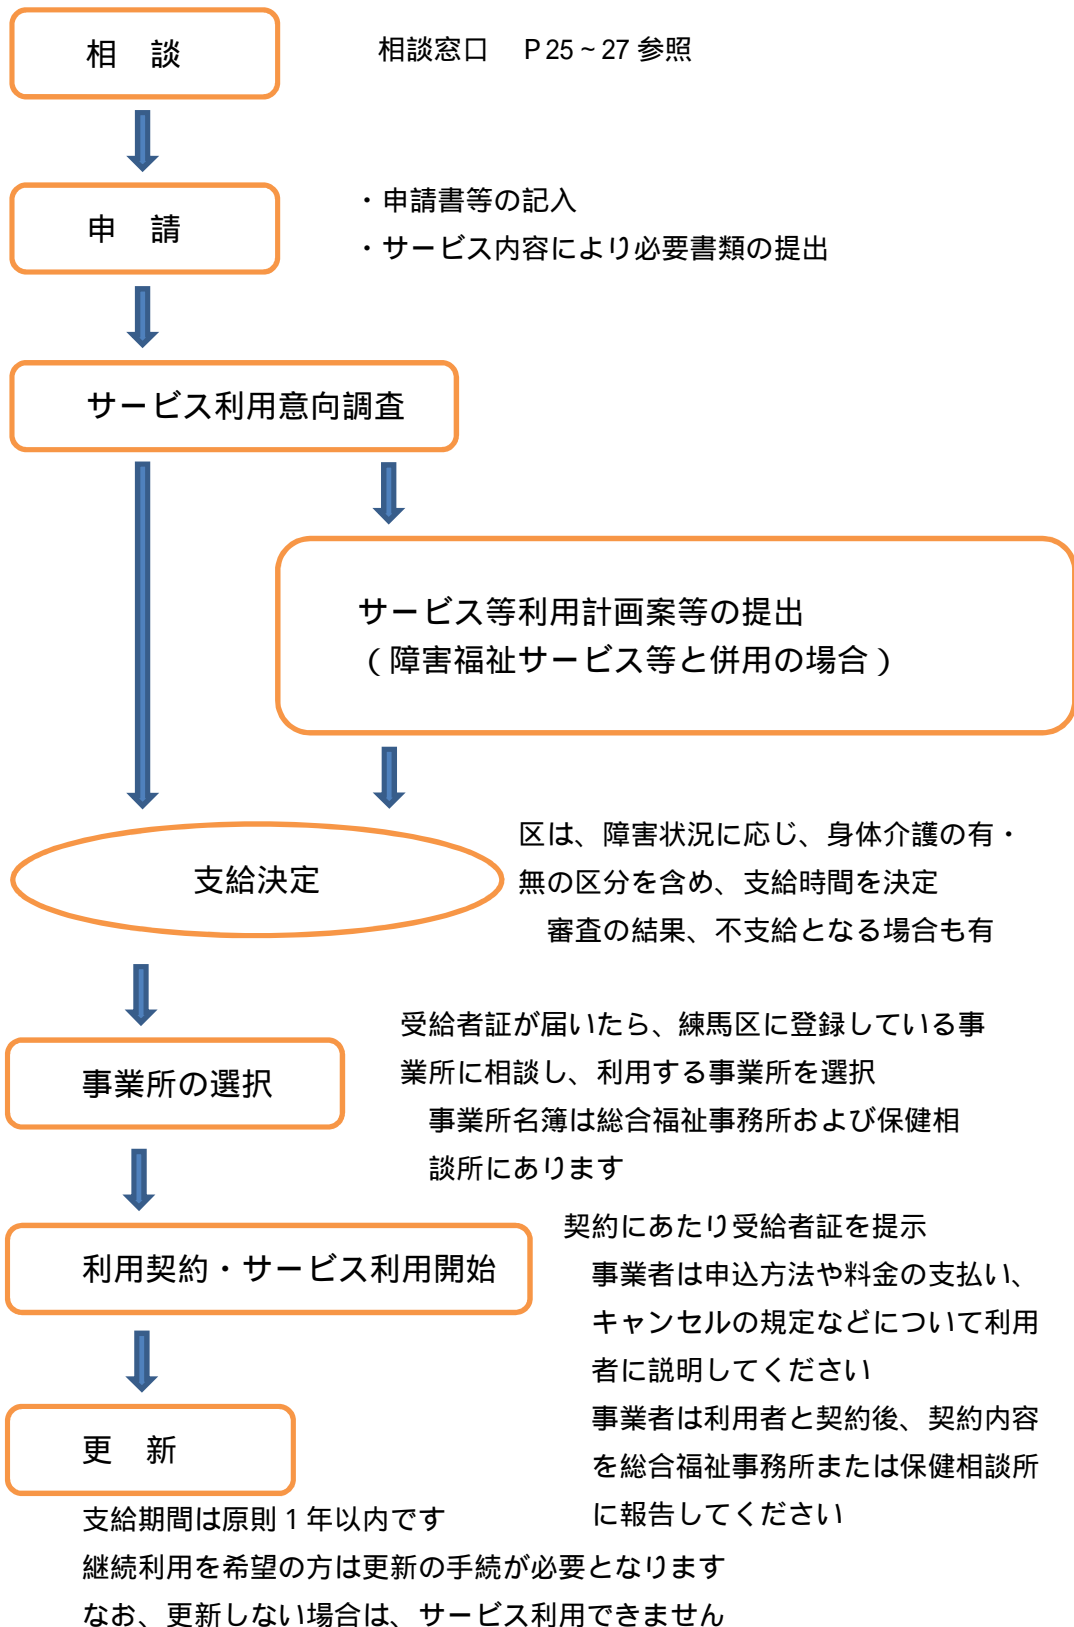 相　談
相談窓口　P25～27 参照
申　請
・申請書等の記入
・サービス内容により必要書類の提出
サービス利用意向調査
サービス等利用計画案等の提出
（障害福祉サービス等と併用の場合）
支給決定
区は、障害状況に応じ、身体介護の有・
無の区分を含め、支給時間を決定
審査の結果、不支給となる場合も有
事業所の選択
受給者証が届いたら、練馬区に登録している事
業所に相談し、利用する事業所を選択
事業所名簿は総合福祉事務所および保健相
談所にあります
利用契約・サービス利用開始
契約にあたり受給者証を提示
事業者は申込方法や料金の支払い、
キャンセルの規定などについて利用
者に説明してください
事業者は利用者と契約後、契約内容
を総合福祉事務所または保健相談所
に報告してください
更　新
支給期間は原則１年以内です
継続利用を希望の方は更新の手続が必要となります
なお、更新しない場合は、サービス利用できません